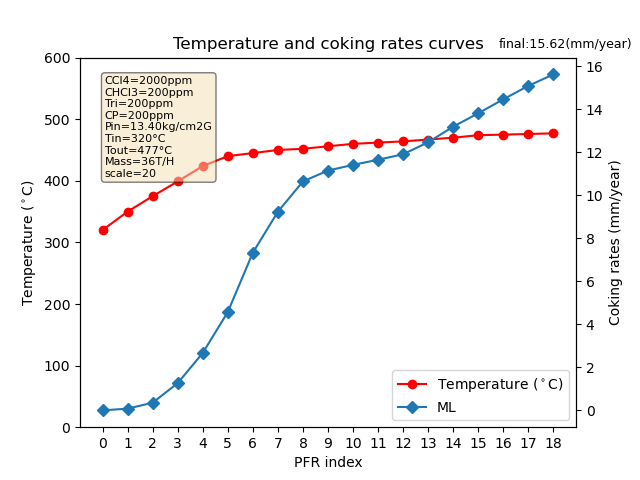 Temperature and coking rates curves
final:15.62(mm/year)
CCl4=2000ppm
CHCl3=200ppm
Tri=200ppm
CP=200ppm
Pin=13.40kg/cm2G
Tin=320°C
Tout=477°C
Mass=36T/H
scale=20
Temperature (°C)
600
500
400
300
200
100
0
16
14
12
10
8
6
4
2
0
Coking rates (mm/year)
Temperature (°C)
ML
0 1 2 3 4 5 6 7 8 9 10 11 12 13 14 15 16 17 18
PFR index